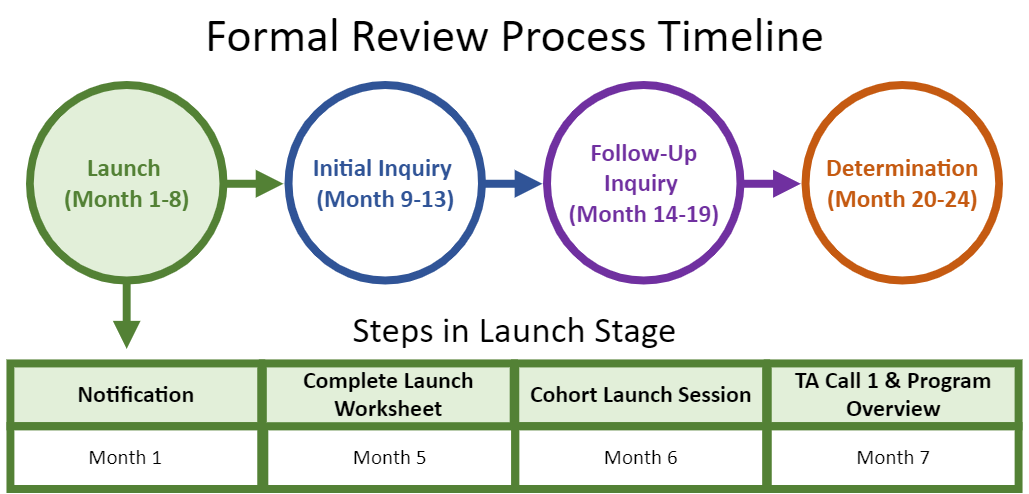 Formal Review Process Timeline
Launch
(Month 1-8)
Initial Inquiry
(Month 9-13)
Follow-Up
Inquiry
(Month 14-19)
Determination
(Month 20-24)
Steps in Launch Stage
Notification
Complete Launch
Worksheet
Cohort Launch Session
TA Call 1 & Program
Overview
Month 1
Month 5
Month 6
Month 7